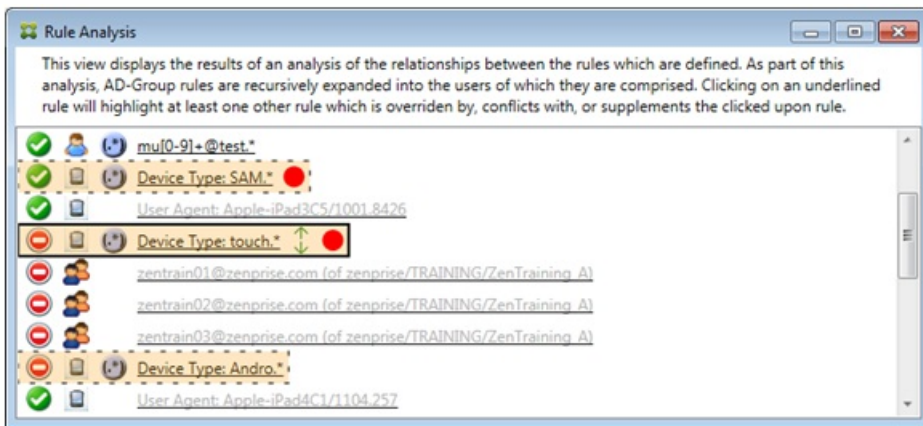 Rule Analysis
This view displays the results of an analysis of the relationships between the rules which are defined. As part of this
analysis, AD-Group rules are recursively expanded into the users of which they are comprised. Clicking on an underlined
rule will highlight at least one other rule which is overriden by, conflicts with, or supplements the clicked upon rule.
(.*) mu[0-9]+@test.*
(.*) Device Type: SAM.*
User Agent: Apple-iPad3C5/1001.8426
(.*) Device Type: touch.*
zentrain01@zenprise.com (of zenprise/TRAINING/ZenTraining_A)
zentrain02@zenprise.com (of zenprise/TRAINING/ZenTraining_A)
zentrain03@zenprise.com (of zenprise/TRAINING/ZenTraining_A)
(.*) Device Type: Andro.*
User Agent: Apple-iPad4C1/1104.257